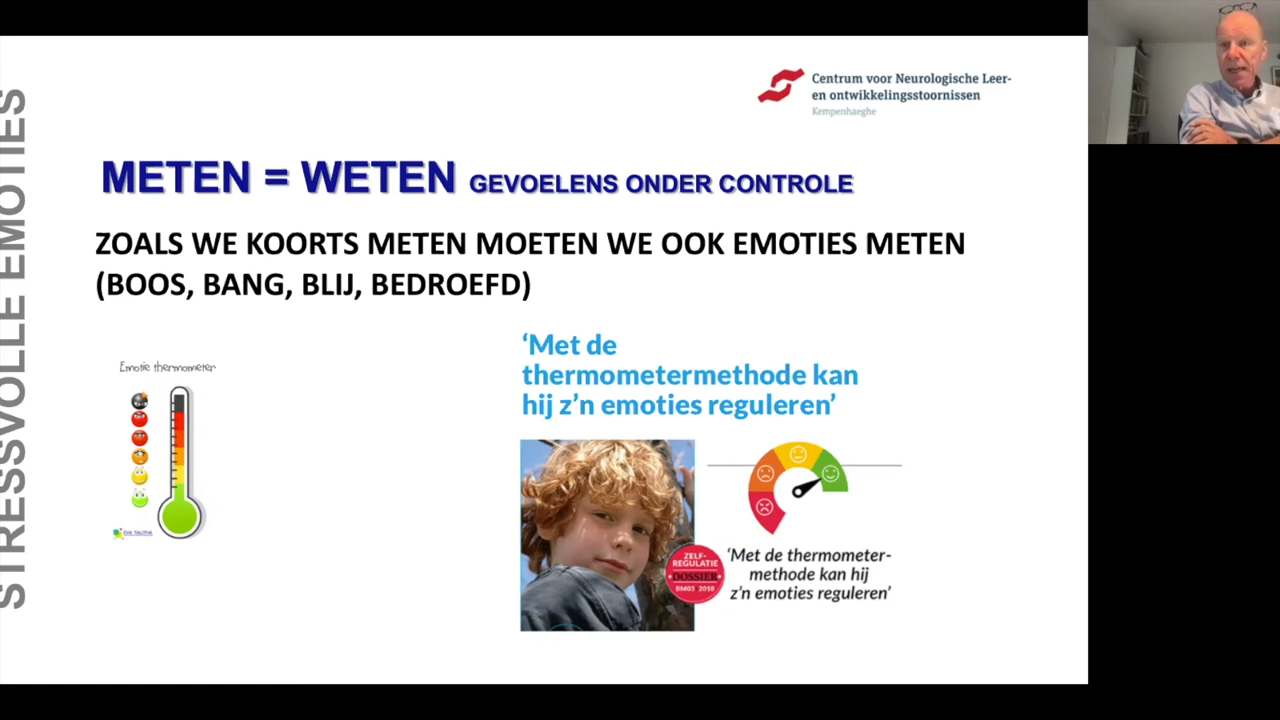 STRESSVOLLE EMOTIES
Centrum voor Neurologische Leer-
en ontwikkelingsstoornissen
Kempenhaeghe
METEN = WETEN GEVOELENS ONDER CONTROLE
ZOALS WE KOORTS METEN MOETEN WE OOK EMOTIES METEN
(BOOS, BANG, BLIJ, BEDROEFD)
Emotie thermometer
‘Met de
thermometermethode kan
hij z’n emoties reguleren’
ZELF-
REGULATIE
DOSSIER
‘Met de thermometer-
methode kan hij
z’n emoties reguleren’